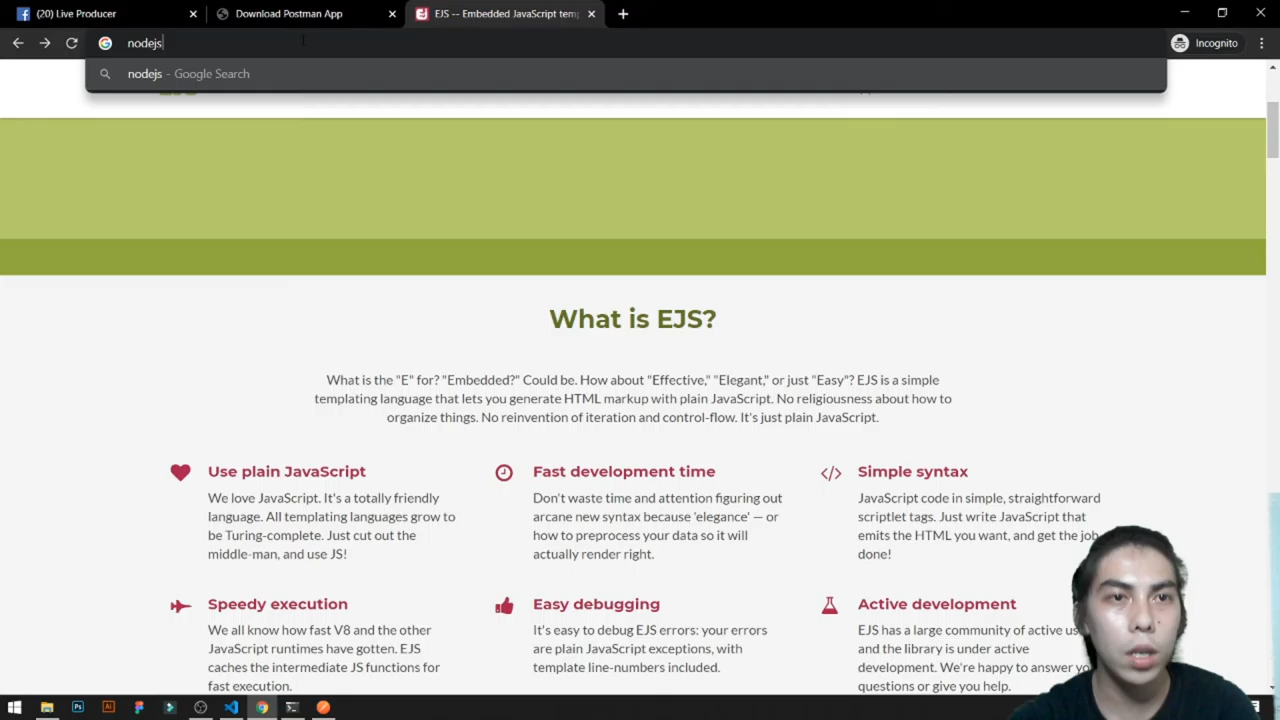 (20) Live Producer
Download Postman App
EJS -- Embedded JavaScript temp
nodejs
Incognito
nodejs - Google Search
What is EJS?
What is the "E" for? "Embedded?" Could be. How about "Effective," "Elegant," or just "Easy"? EJS is a simple
templating language that lets you generate HTML markup with plain JavaScript. No religiousness about how to
organize things. No reinvention of iteration and control-flow. It's just plain JavaScript.
Use plain JavaScript
We love JavaScript. It's a totally friendly
language. All templating languages grow to
be Turing-complete. Just cut out the
middle-man, and use JS!
Fast development time
Don't waste time and attention figuring out
arcane new syntax because 'elegance' — or
how to preprocess your data so it will
actually render right.
Simple syntax
JavaScript code in simple, straightforward
scriptlet tags. Just write JavaScript that
emits the HTML you want, and get the job
done!
Speedy execution
We all know how fast V8 and the other
JavaScript runtimes have gotten. EJS
caches the intermediate JS functions for
fast execution.
Easy debugging
It's easy to debug EJS errors: your errors
are plain JavaScript exceptions, with
template line-numbers included.
Active development
EJS has a large community of active us
and the library is under active
development. We're happy to answer yo
questions or give you help.